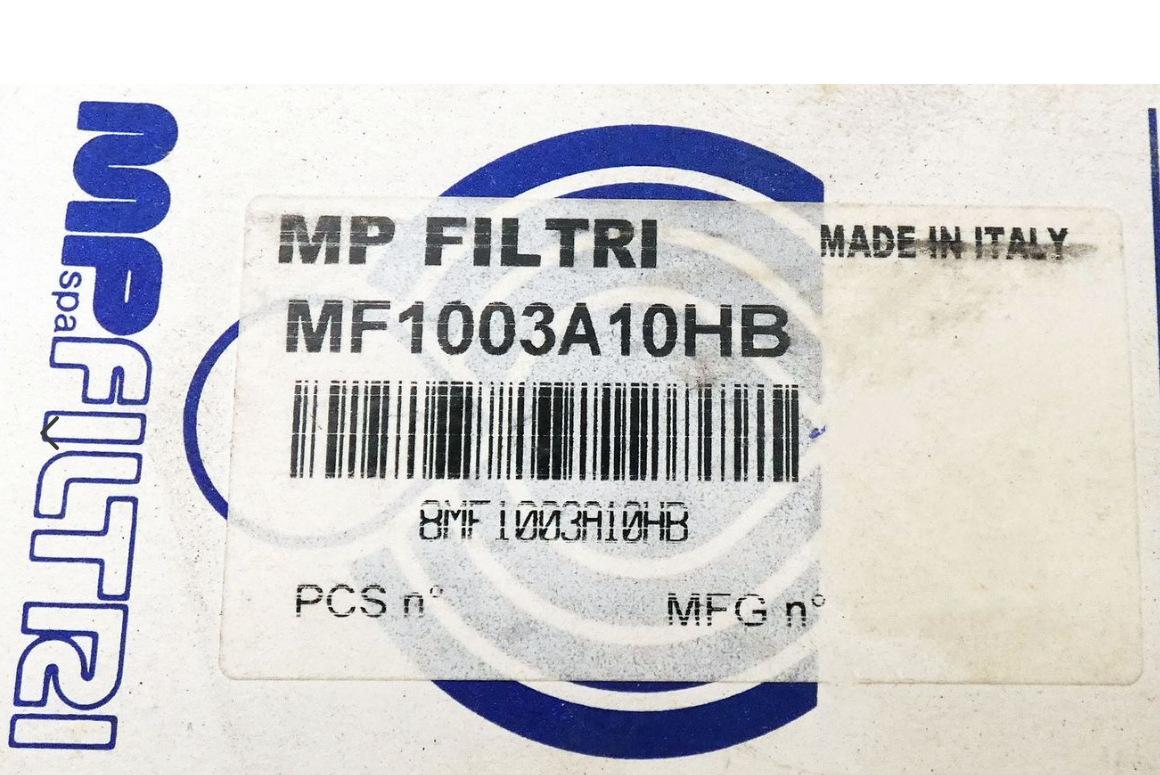 MP spa FILTRI
MP FILTRI
MADE IN ITALY
MF1003A10HB
8MF1003A10HB
PCS n°
MFG n°